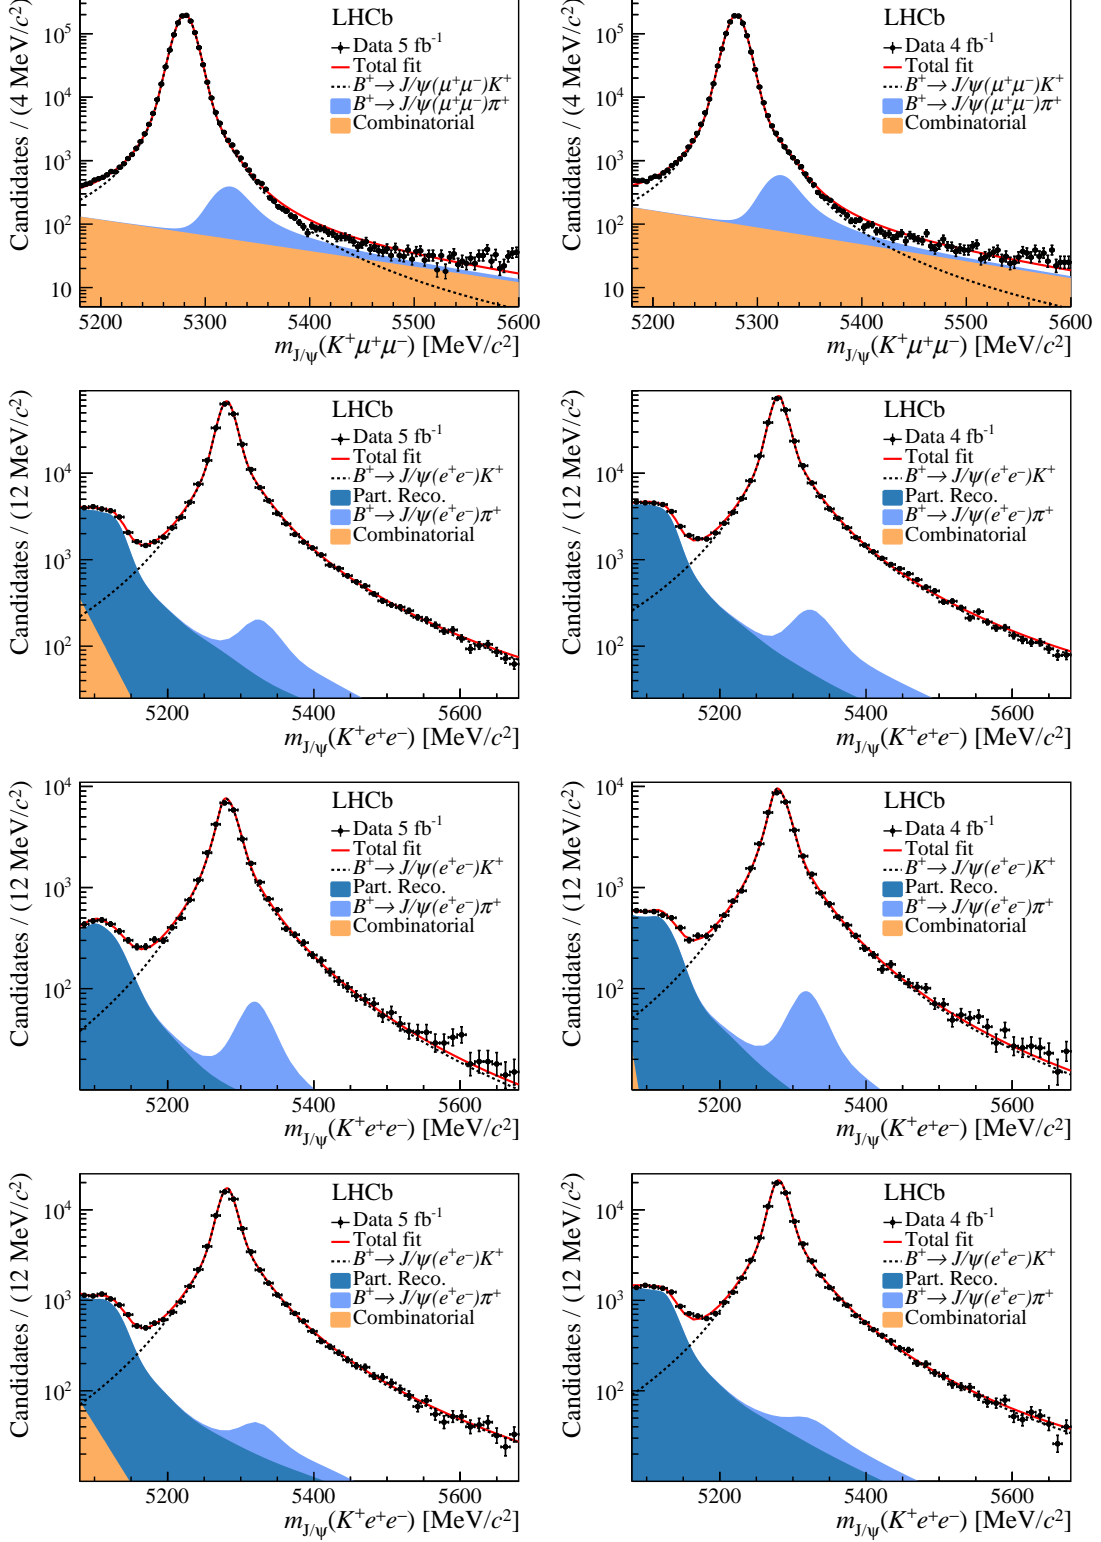 LHCb
Data 5 fb⁻¹
Total fit
B⁺→ J/ψ(μ⁺μ⁻)K⁺
B⁺→ J/ψ(μ⁺μ⁻)π⁺
Combinatorial
Candidates / (4 MeV/c²)
10⁵
10⁴
10³
10²
10
5200 5300 5400 5500 5600
m_J/ψ(K⁺μ⁺μ⁻) [MeV/c²]
LHCb
Data 4 fb⁻¹
Total fit
B⁺→ J/ψ(μ⁺μ⁻)K⁺
B⁺→ J/ψ(μ⁺μ⁻)π⁺
Combinatorial
Candidates / (4 MeV/c²)
10⁵
10⁴
10³
10²
10
5200 5300 5400 5500 5600
m_J/ψ(K⁺μ⁺μ⁻) [MeV/c²]
LHCb
Data 5 fb⁻¹
Total fit
B⁺→ J/ψ(e⁺e⁻)K⁺
Part. Reco.
B⁺→ J/ψ(e⁺e⁻)π⁺
Combinatorial
Candidates / (12 MeV/c²)
10⁴
10³
10²
5200 5400 5600
m_J/ψ(K⁺e⁺e⁻) [MeV/c²]
LHCb
Data 4 fb⁻¹
Total fit
B⁺→ J/ψ(e⁺e⁻)K⁺
Part. Reco.
B⁺→ J/ψ(e⁺e⁻)π⁺
Combinatorial
Candidates / (12 MeV/c²)
10⁴
10³
10²
5200 5400 5600
m_J/ψ(K⁺e⁺e⁻) [MeV/c²]
LHCb
Data 5 fb⁻¹
Total fit
B⁺→ J/ψ(e⁺e⁻)K⁺
Part. Reco.
B⁺→ J/ψ(e⁺e⁻)π⁺
Combinatorial
Candidates / (12 MeV/c²)
10⁴
10³
10²
5200 5400 5600
m_J/ψ(K⁺e⁺e⁻) [MeV/c²]
LHCb
Data 4 fb⁻¹
Total fit
B⁺→ J/ψ(e⁺e⁻)K⁺
Part. Reco.
B⁺→ J/ψ(e⁺e⁻)π⁺
Combinatorial
Candidates / (12 MeV/c²)
10⁴
10³
10²
5200 5400 5600
m_J/ψ(K⁺e⁺e⁻) [MeV/c²]
LHCb
Data 5 fb⁻¹
Total fit
B⁺→ J/ψ(e⁺e⁻)K⁺
Part. Reco.
B⁺→ J/ψ(e⁺e⁻)π⁺
Combinatorial
Candidates / (12 MeV/c²)
10⁴
10³
10²
5200 5400 5600
m_J/ψ(K⁺e⁺e⁻) [MeV/c²]
LHCb
Data 4 fb⁻¹
Total fit
B⁺→ J/ψ(e⁺e⁻)K⁺
Part. Reco.
B⁺→ J/ψ(e⁺e⁻)π⁺
Combinatorial
Candidates / (12 MeV/c²)
10⁴
10³
10²
5200 5400 5600
m_J/ψ(K⁺e⁺e⁻) [MeV/c²]